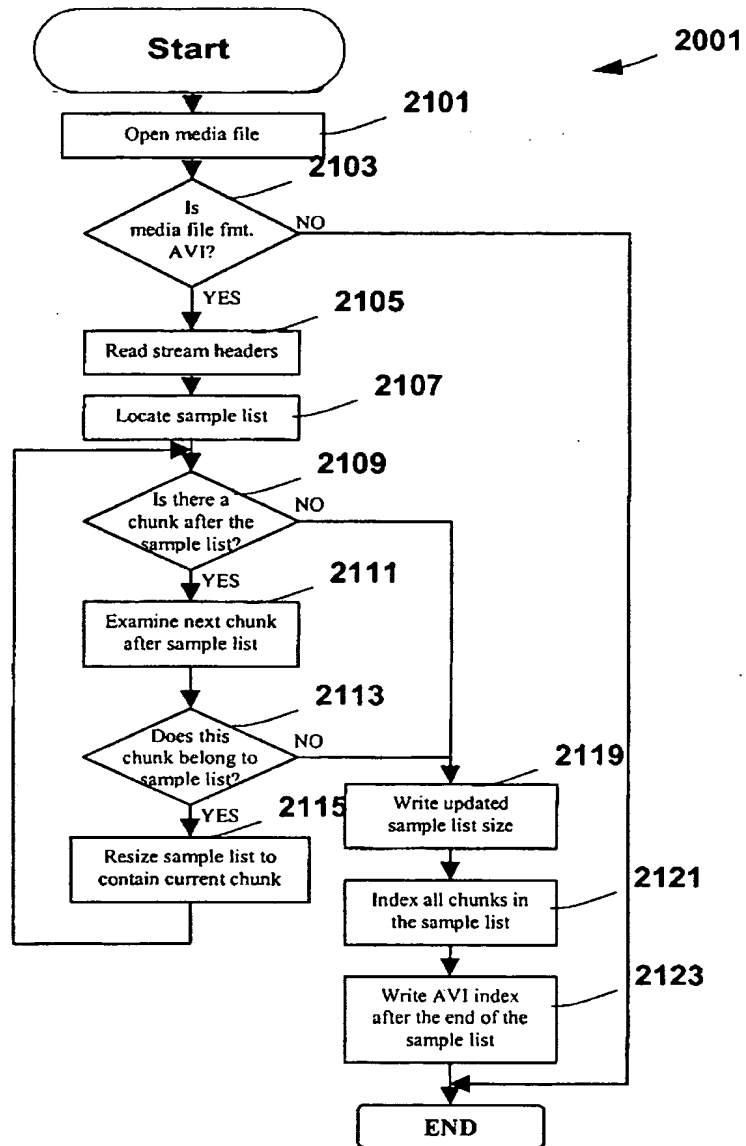 Start
2001
2101
Open media file
2103
Is
media file fmt.
AVI?
NO
YES
2105
Read stream headers
2107
Locate sample list
2109
Is there a
chunk after the
sample list?
NO
YES
2111
Examine next chunk
after sample list
2113
Does this
chunk belong to
sample list?
NO
YES
2115
Resize sample list to
contain current chunk
2119
Write updated
sample list size
2121
Index all chunks in
the sample list
2123
Write AVI index
after the end of the
sample list
END